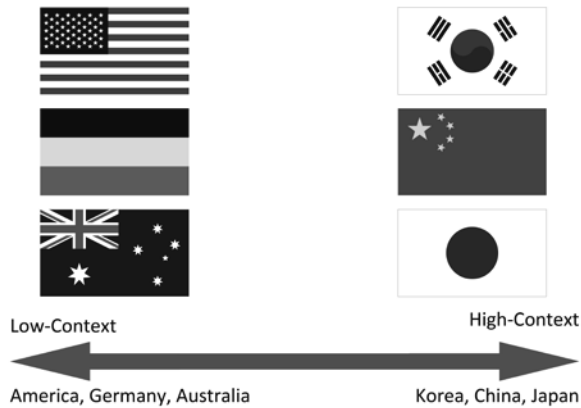 Low-Context
High-Context
America, Germany, Australia
Korea, China, Japan